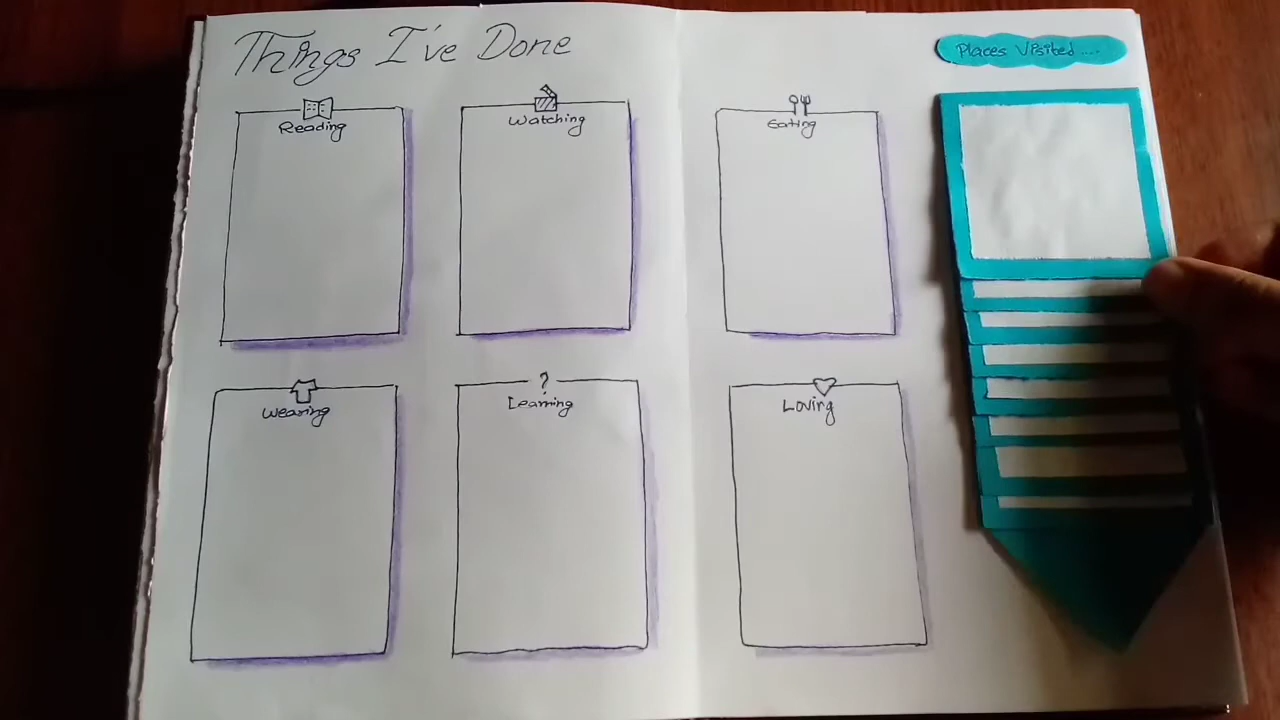 Things I've Done
Places Visited....
Reading
Watching
Eating
Wearing
?
Learning
Loving